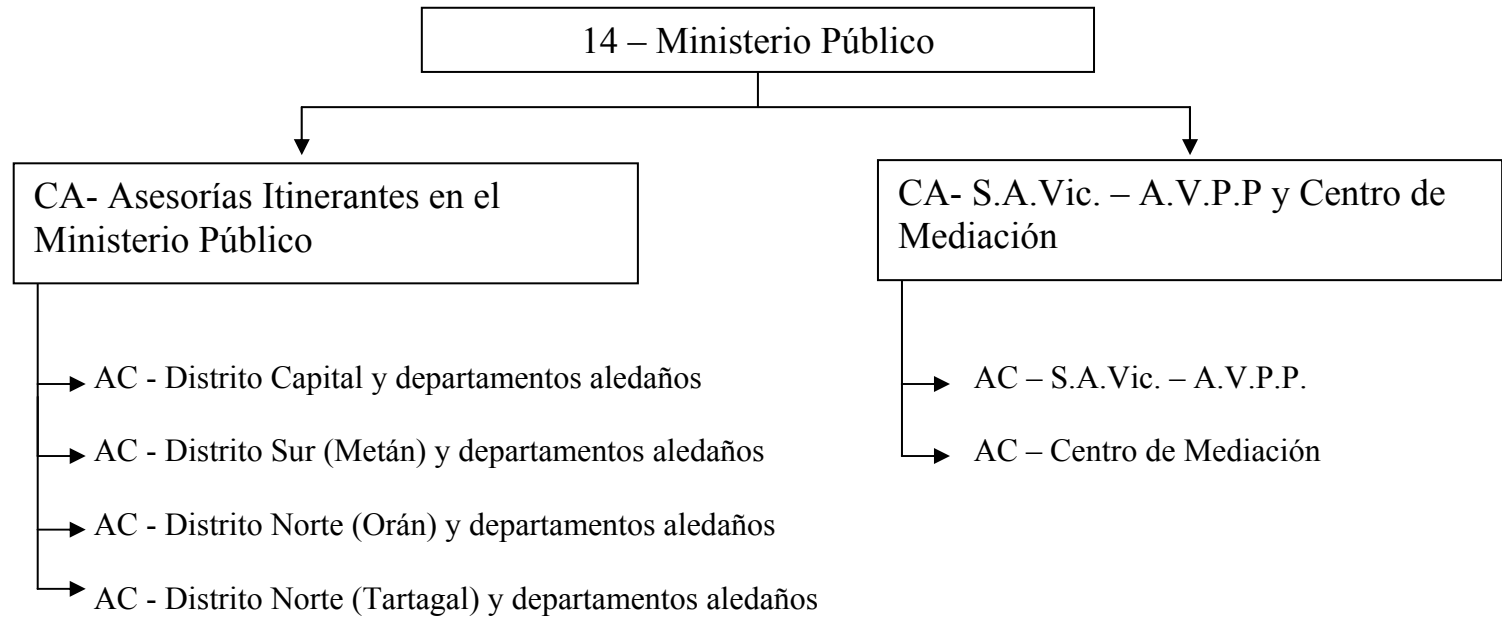 14 – Ministerio Público
CA- Asesorías Itinerantes en el
Ministerio Público
AC - Distrito Capital y departamentos aledaños
AC - Distrito Sur (Metán) y departamentos aledaños
AC - Distrito Norte (Orán) y departamentos aledaños
AC - Distrito Norte (Tartagal) y departamentos aledaños
CA- S.A.Vic. – A.V.P.P y Centro de
Mediación
AC – S.A.Vic. – A.V.P.P.
AC – Centro de Mediación